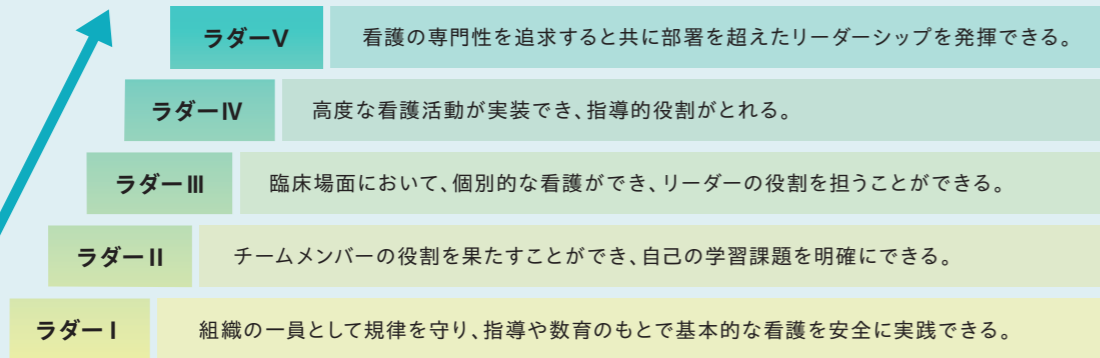 ラダーⅤ 看護の専門性を追求すると共に部署を超えたリーダーシップを発揮できる。
ラダーⅣ 高度な看護活動が実装でき、指導的役割がとれる。
ラダーⅢ 臨床場面において、個別的な看護ができ、リーダーの役割を担うことができる。
ラダーⅡ チームメンバーの役割を果たすことができ、自己の学習課題を明確にできる。
ラダーⅠ 組織の一員として規律を守り、指導や数育のもとで基本的な看護を安全に実践できる。